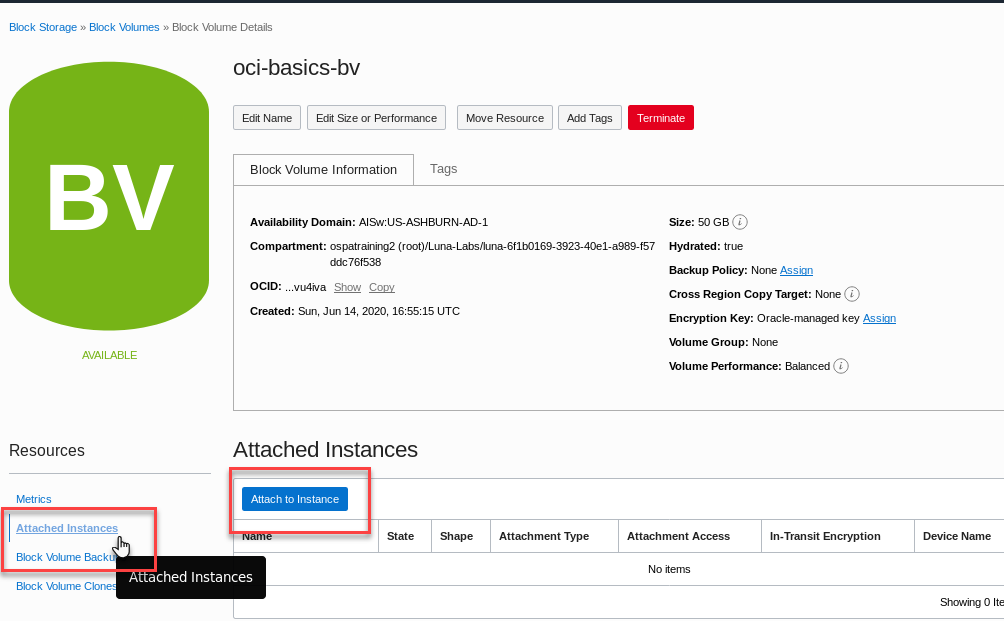 Block Storage » Block Volumes » Block Volume Details
BV
AVAILABLE
oci-basics-bv
Edit Name
Edit Size or Performance
Move Resource
Add Tags
Terminate
Block Volume Information
Tags
Availability Domain: AISw:US-ASHBURN-AD-1
Compartment: ospatraining2 (root)/Luna-Labs/luna-6f1b0169-3923-40e1-a989-f57
ddc76f538
OCID: ...vu4iva Show Copy
Created: Sun, Jun 14, 2020, 16:55:15 UTC
Size: 50 GB i
Hydrated: true
Backup Policy: None Assign
Cross Region Copy Target: None i
Encryption Key: Oracle-managed key Assign
Volume Group: None
Volume Performance: Balanced i
Resources
Metrics
Attached Instances
Block Volume Backu
Block Volume Clones
Attached Instances
Attached Instances
Attach to Instance
Name State Shape Attachment Type Attachment Access In-Transit Encryption Device Name
No items
Showing 0 Ite